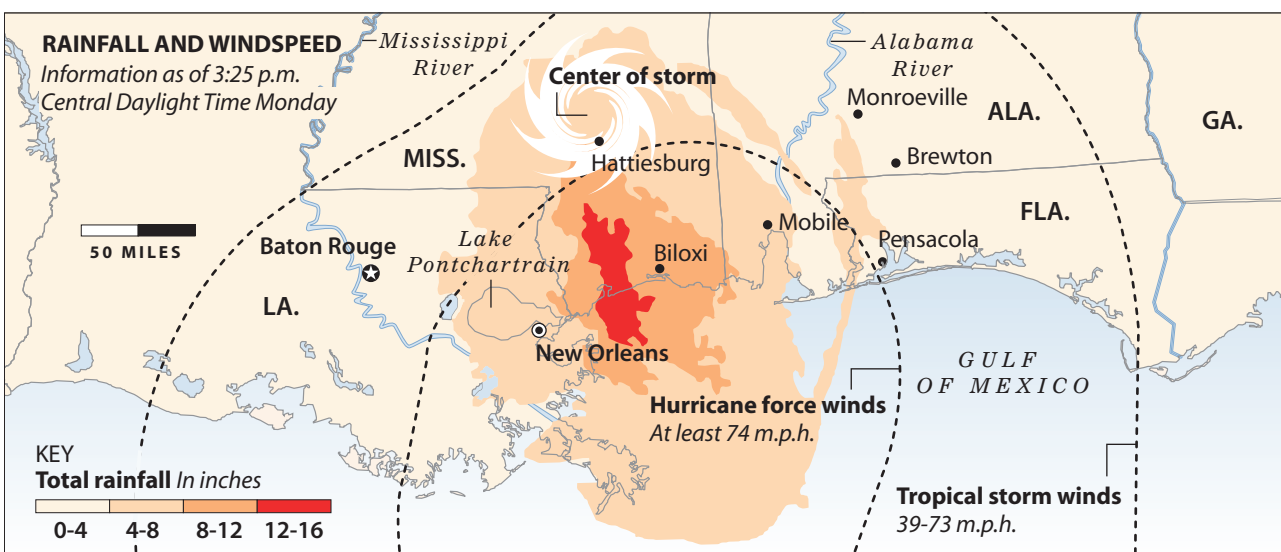 RAINFALL AND WINDSPEED
Information as of 3:25 p.m.
Central Daylight Time Monday
Mississippi
River
Center of storm
Alabama
River
Monroeville
ALA.
GA.
MISS.
Hattiesburg
Brewton
50 MILES
Baton Rouge
Lake
Pontchartrain
Biloxi
Mobile
Pensacola
FLA.
LA.
New Orleans
GULF
OF MEXICO
Hurricane force winds
At least 74 m.p.h.
Tropical storm winds
39-73 m.p.h.
KEY
Total rainfall In inches
0-4 4-8 8-12 12-16